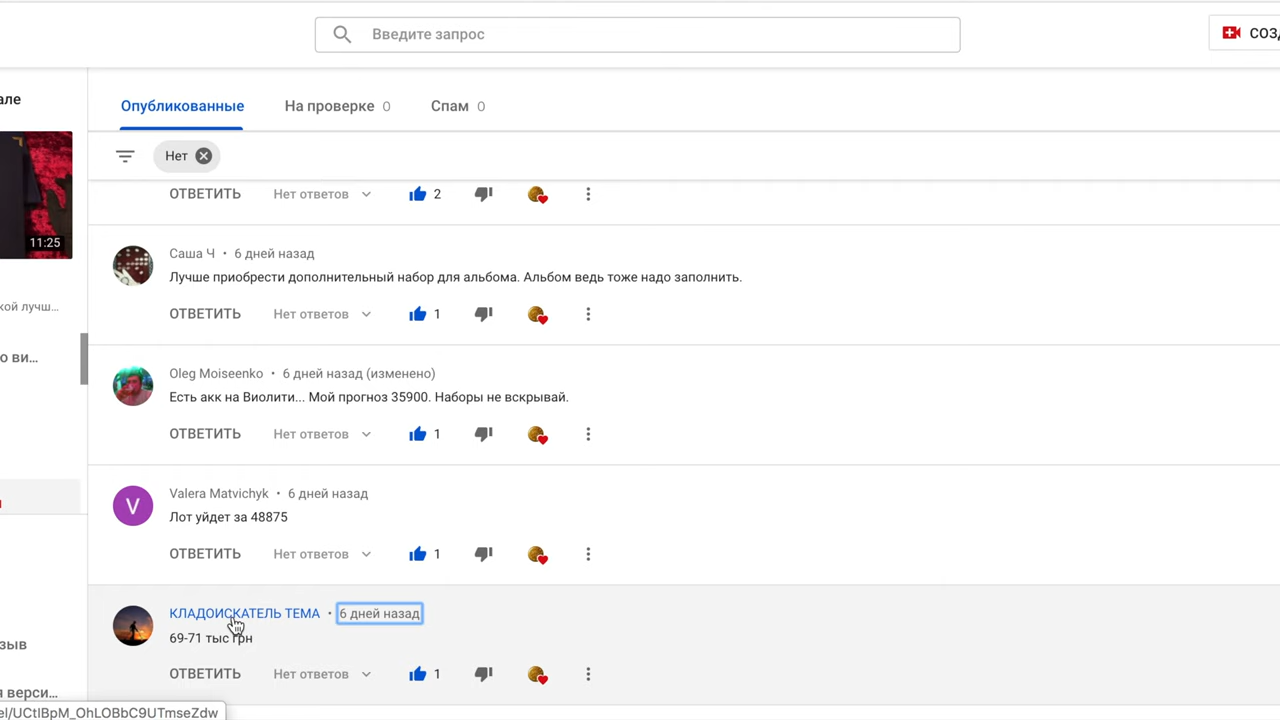 Введите запрос
СОЗД
але
Опубликованные
На проверке 0
Спам 0
Нет
11:25
ОТВЕТИТЬ Нет ответов 2
кой лучш...
Саша Ч • 6 дней назад
Лучше приобрести дополнительный набор для альбома. Альбом ведь тоже надо заполнить.
ОТВЕТИТЬ Нет ответов 1
о ви...
Oleg Moiseenko • 6 дней назад (изменено)
Есть акк на Виолити... Мой прогноз 35900. Наборы не вскрывай.
ОТВЕТИТЬ Нет ответов 1
V
Valera Matvichyk • 6 дней назад
Лот уйдет за 48875
ОТВЕТИТЬ Нет ответов 1
КЛАДОИСКАТЕЛЬ ТЕМА • 6 дней назад
69-71 тыс грн
ОТВЕТИТЬ Нет ответов 1
зыв
я верси...
el/UCtIBpM_OhLOBbC9UTmseZdw